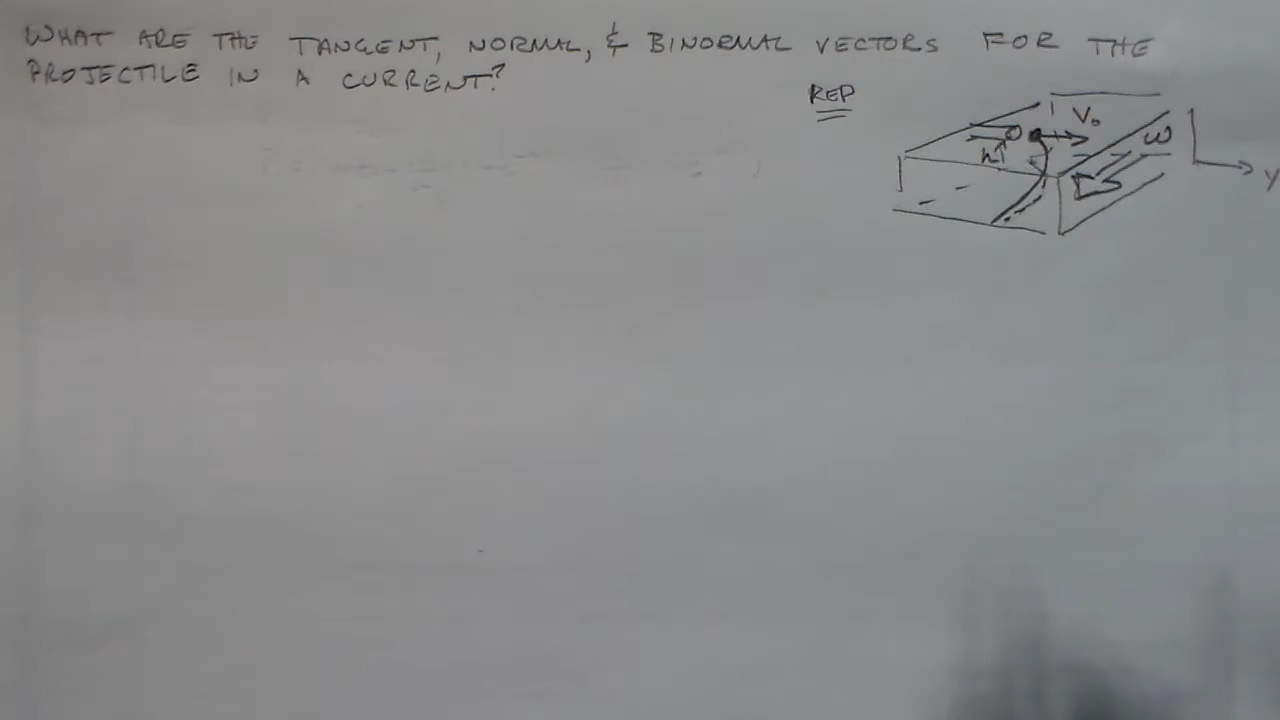 WHAT ARE THE TANGENT, NORMAL, & BINORMAL VECTORS FOR THE
PROJECTILE IN A CURRENT?
REP
V₀
ω
h
y